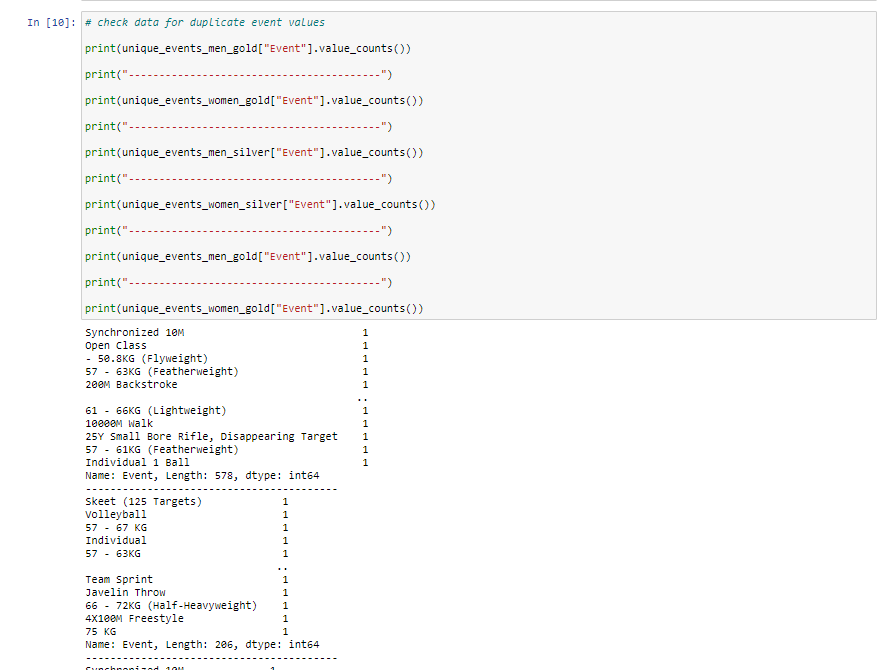 In [10]: # check data for duplicate event values
print(unique_events_men_gold["Event"].value_counts())
print("-----------------------------------------")
print(unique_events_women_gold["Event"].value_counts())
print("-----------------------------------------")
print(unique_events_men_silver["Event"].value_counts())
print("-----------------------------------------")
print(unique_events_women_silver["Event"].value_counts())
print("-----------------------------------------")
print(unique_events_men_gold["Event"].value_counts())
print("-----------------------------------------")
print(unique_events_women_gold["Event"].value_counts())
Synchronized 10M 1
Open Class 1
- 50.8KG (Flyweight) 1
57 - 63KG (Featherweight) 1
200M Backstroke 1
..
61 - 66KG (Lightweight) 1
10000M Walk 1
25Y Small Bore Rifle, Disappearing Target 1
57 - 61KG (Featherweight) 1
Individual 1 Ball 1
Name: Event, Length: 578, dtype: int64
-----------------------------------------
Skeet (125 Targets) 1
Volleyball 1
57 - 67 KG 1
Individual 1
57 - 63KG 1
..
Team Sprint 1
Javelin Throw 1
66 - 72KG (Half-Heavyweight) 1
4X100M Freestyle 1
75 KG 1
Name: Event, Length: 206, dtype: int64
-----------------------------------------
Synchronized 10M 1